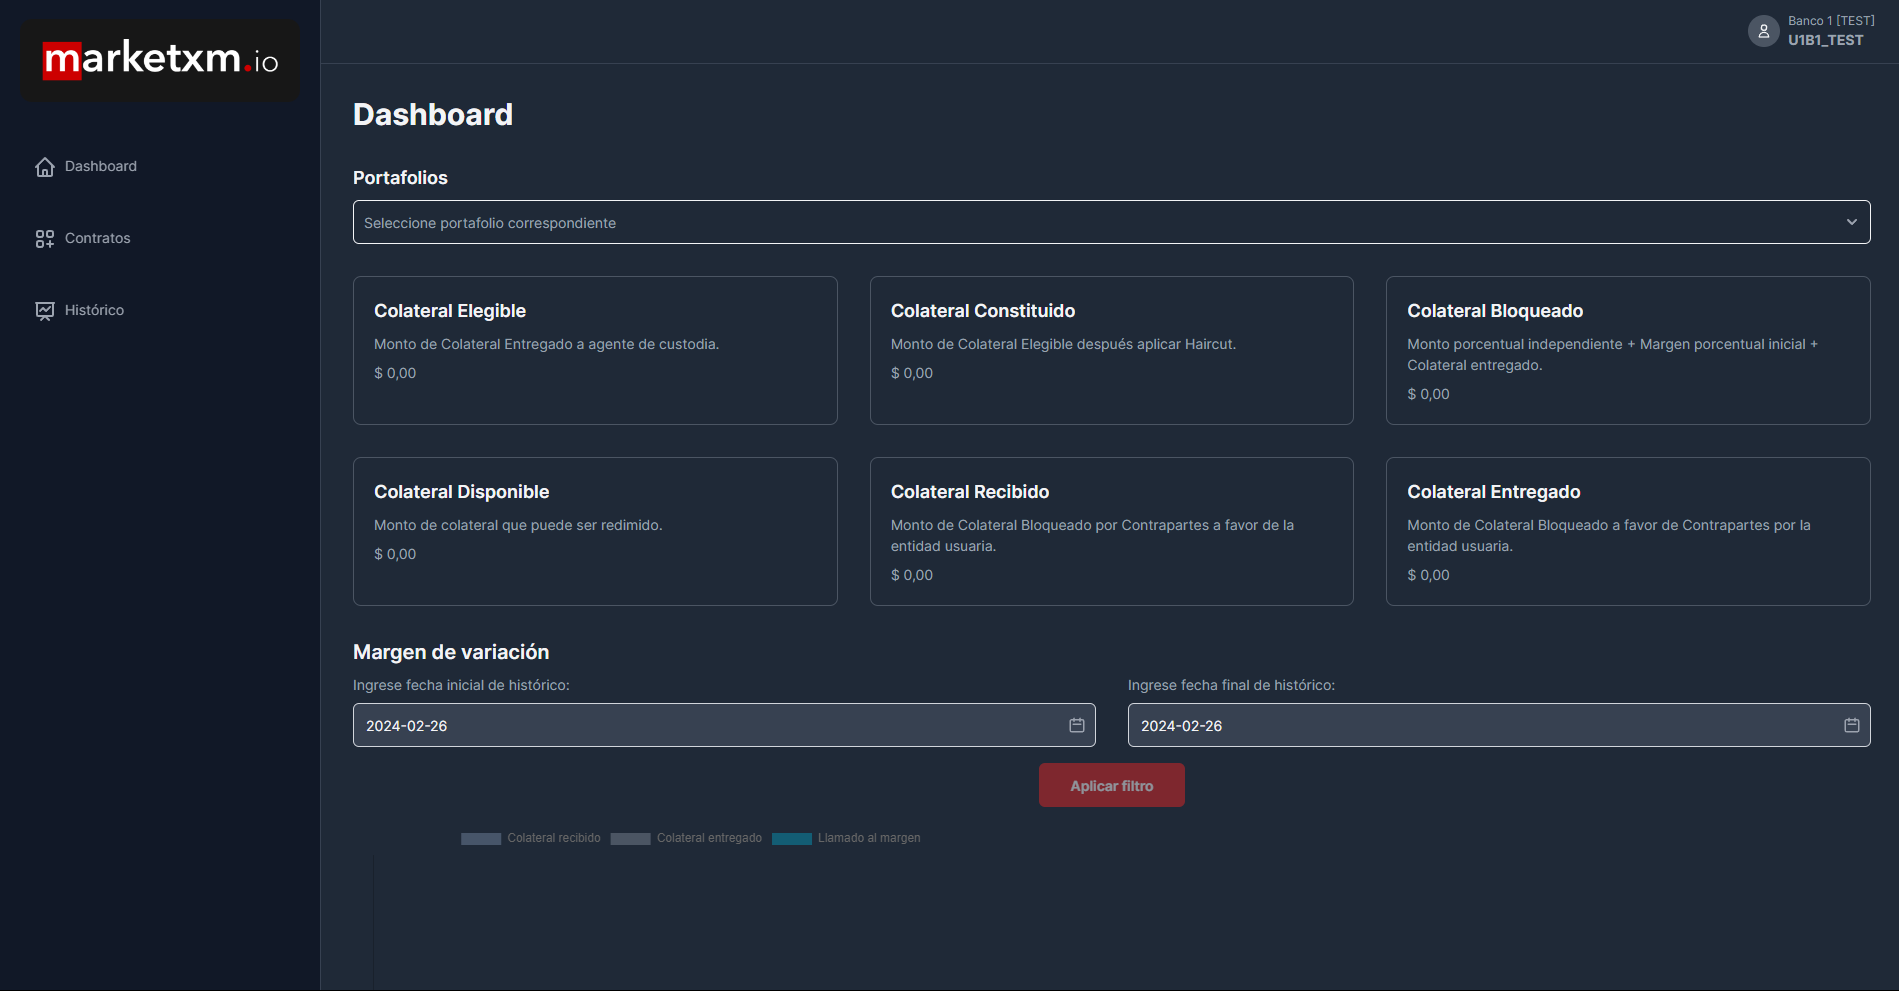 marketxm.io
Banco 1 [TEST]
U1B1_TEST
Dashboard
Contratos
Histórico
Dashboard
Portafolios
Seleccione portafolio correspondiente
Colateral Elegible
Monto de Colateral Entregado a agente de custodia.
$ 0,00
Colateral Constituido
Monto de Colateral Elegible después aplicar Haircut.
$ 0,00
Colateral Bloqueado
Monto porcentual independiente + Margen porcentual inicial +
Colateral entregado.
$ 0,00
Colateral Disponible
Monto de colateral que puede ser redimido.
$ 0,00
Colateral Recibido
Monto de Colateral Bloqueado por Contrapartes a favor de la
entidad usuaria.
$ 0,00
Colateral Entregado
Monto de Colateral Bloqueado a favor de Contrapartes por la
entidad usuaria.
$ 0,00
Margen de variación
Ingrese fecha inicial de histórico:
2024-02-26
Ingrese fecha final de histórico:
2024-02-26
Aplicar filtro
Colateral recibido
Colateral entregado
Llamado al margen